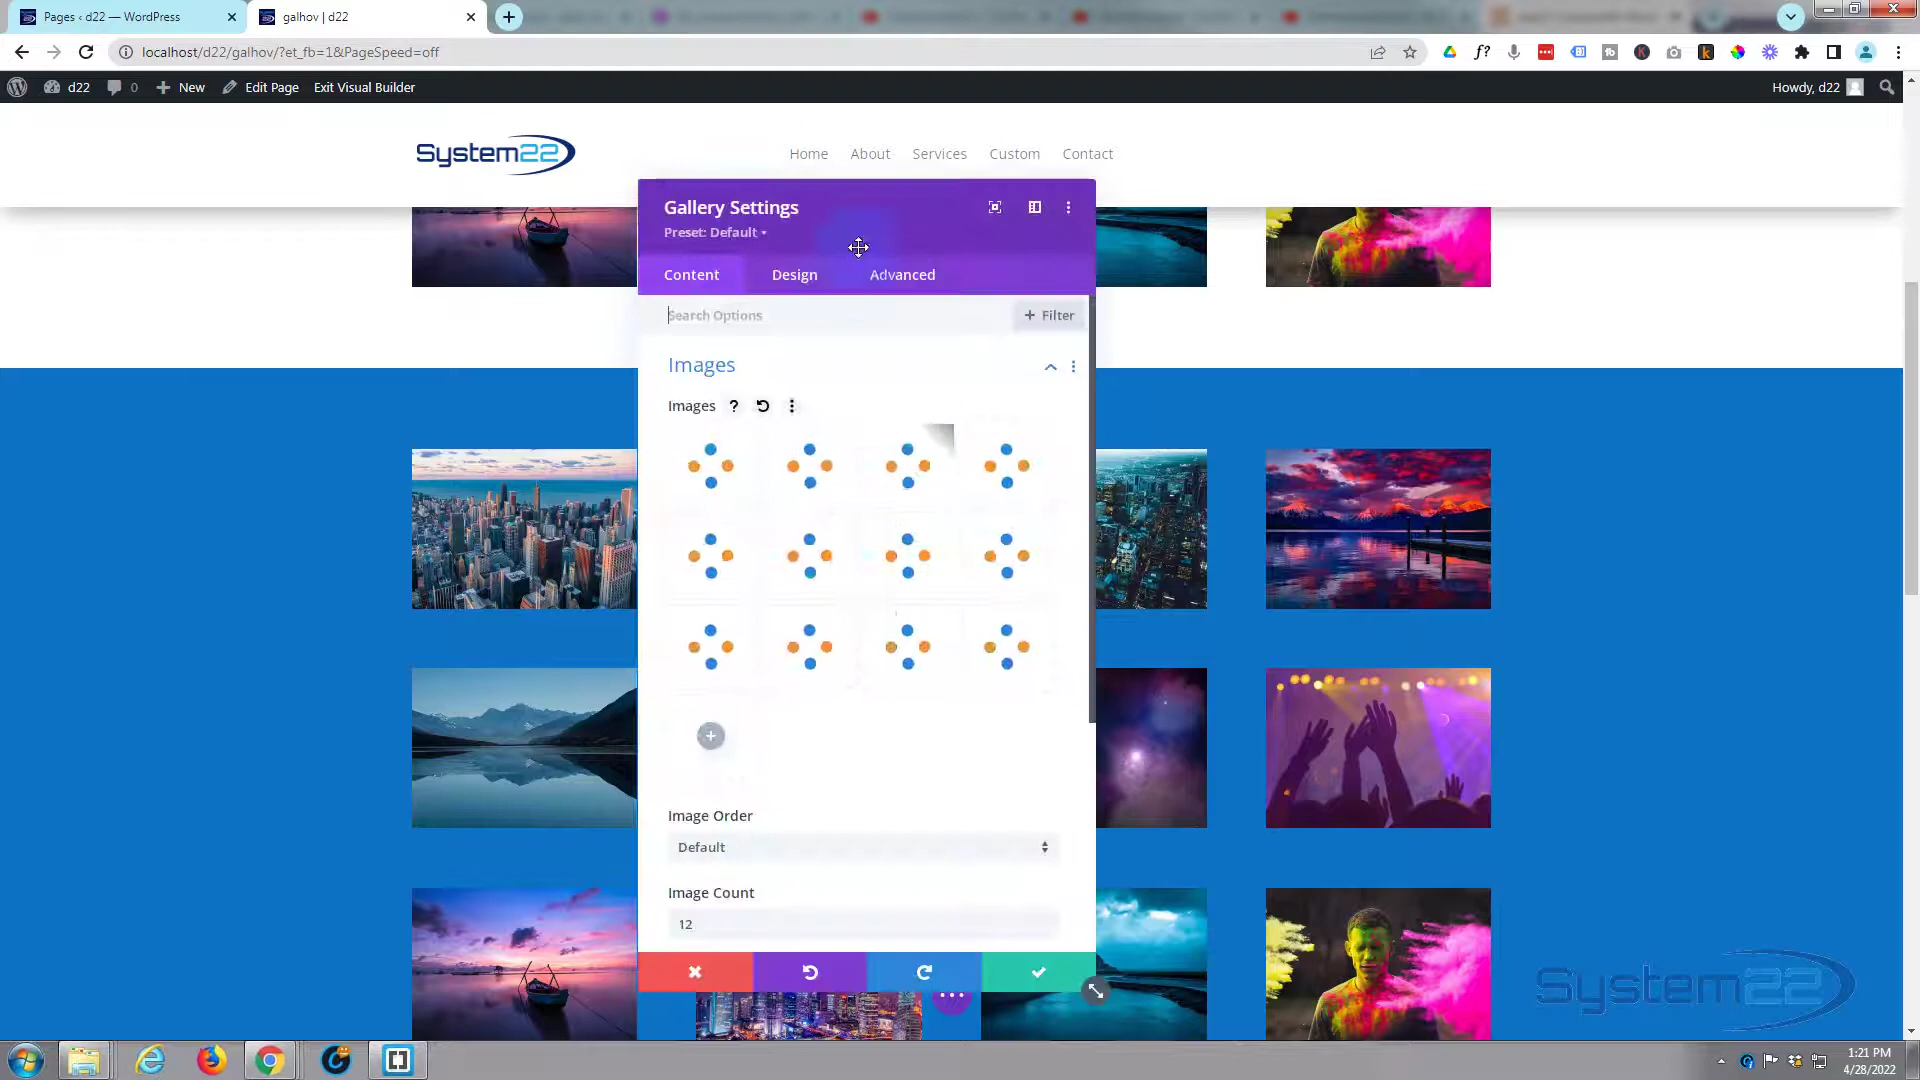 Pages ‹ d22 — WordPress
galhov | d22
localhost/d22/galhov/?et_fb=1&PageSpeed=off
d22
0
New
Edit Page
Exit Visual Builder
Howdy, d22
System22
Home
About
Services
Custom
Contact
Gallery Settings
Preset: Default
Content
Design
Advanced
Search Options
+ Filter
Images
Images
Image Order
Default
Image Count
12
System22
1:21 PM
4/28/2022